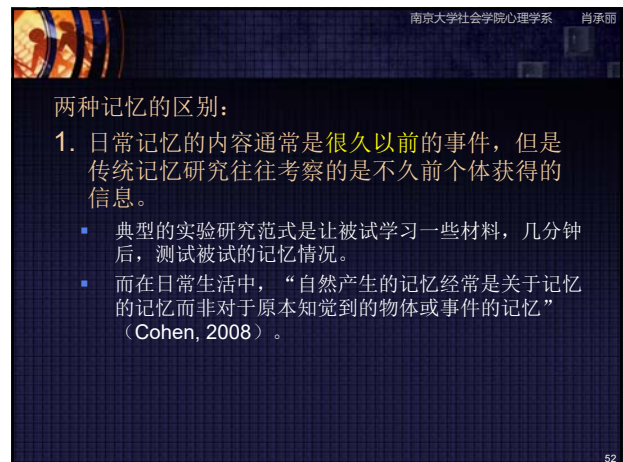 南京大学社会学院心理学系 肖承丽
两种记忆的区别：
1. 日常记忆的内容通常是很久以前的事件，但是
传统记忆研究往往考察的是不久前个体获得的
信息。
▪ 典型的实验研究范式是让被试学习一些材料，几分钟
后，测试被试的记忆情况。
▪ 而在日常生活中，“自然产生的记忆经常是关于记忆
的记忆而非对于原本知觉到的物体或事件的记忆”
（Cohen, 2008）。
52